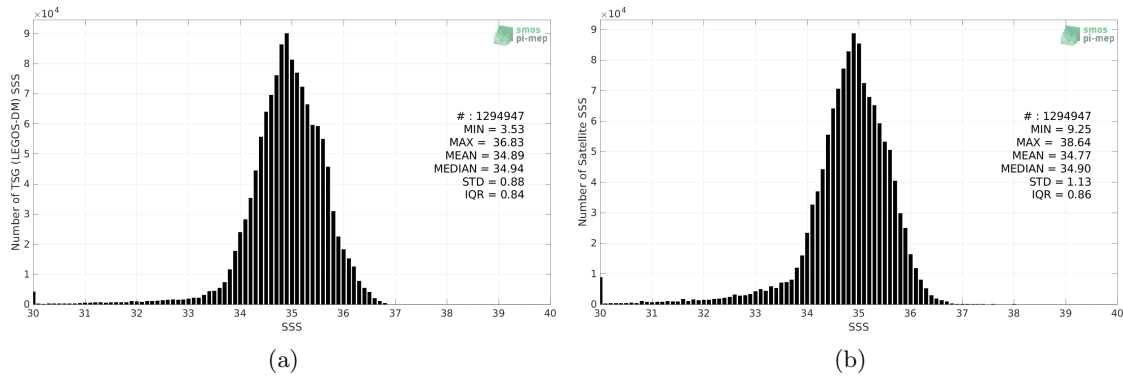 ×10⁴
9
8
7
6
5
4
3
2
1
0
Number of TSG (LEGOS-DM) SSS
30 31 32 33 34 35 36 37 38 39 40
SSS
smos
pi-mep
# : 1294947
MIN = 3.53
MAX = 36.83
MEAN = 34.89
MEDIAN = 34.94
STD = 0.88
IQR = 0.84
(a)
×10⁴
9
8
7
6
5
4
3
2
1
0
Number of Satellite SSS
30 31 32 33 34 35 36 37 38 39 40
SSS
smos
pi-mep
# : 1294947
MIN = 9.25
MAX = 38.64
MEAN = 34.77
MEDIAN = 34.90
STD = 1.13
IQR = 0.86
(b)